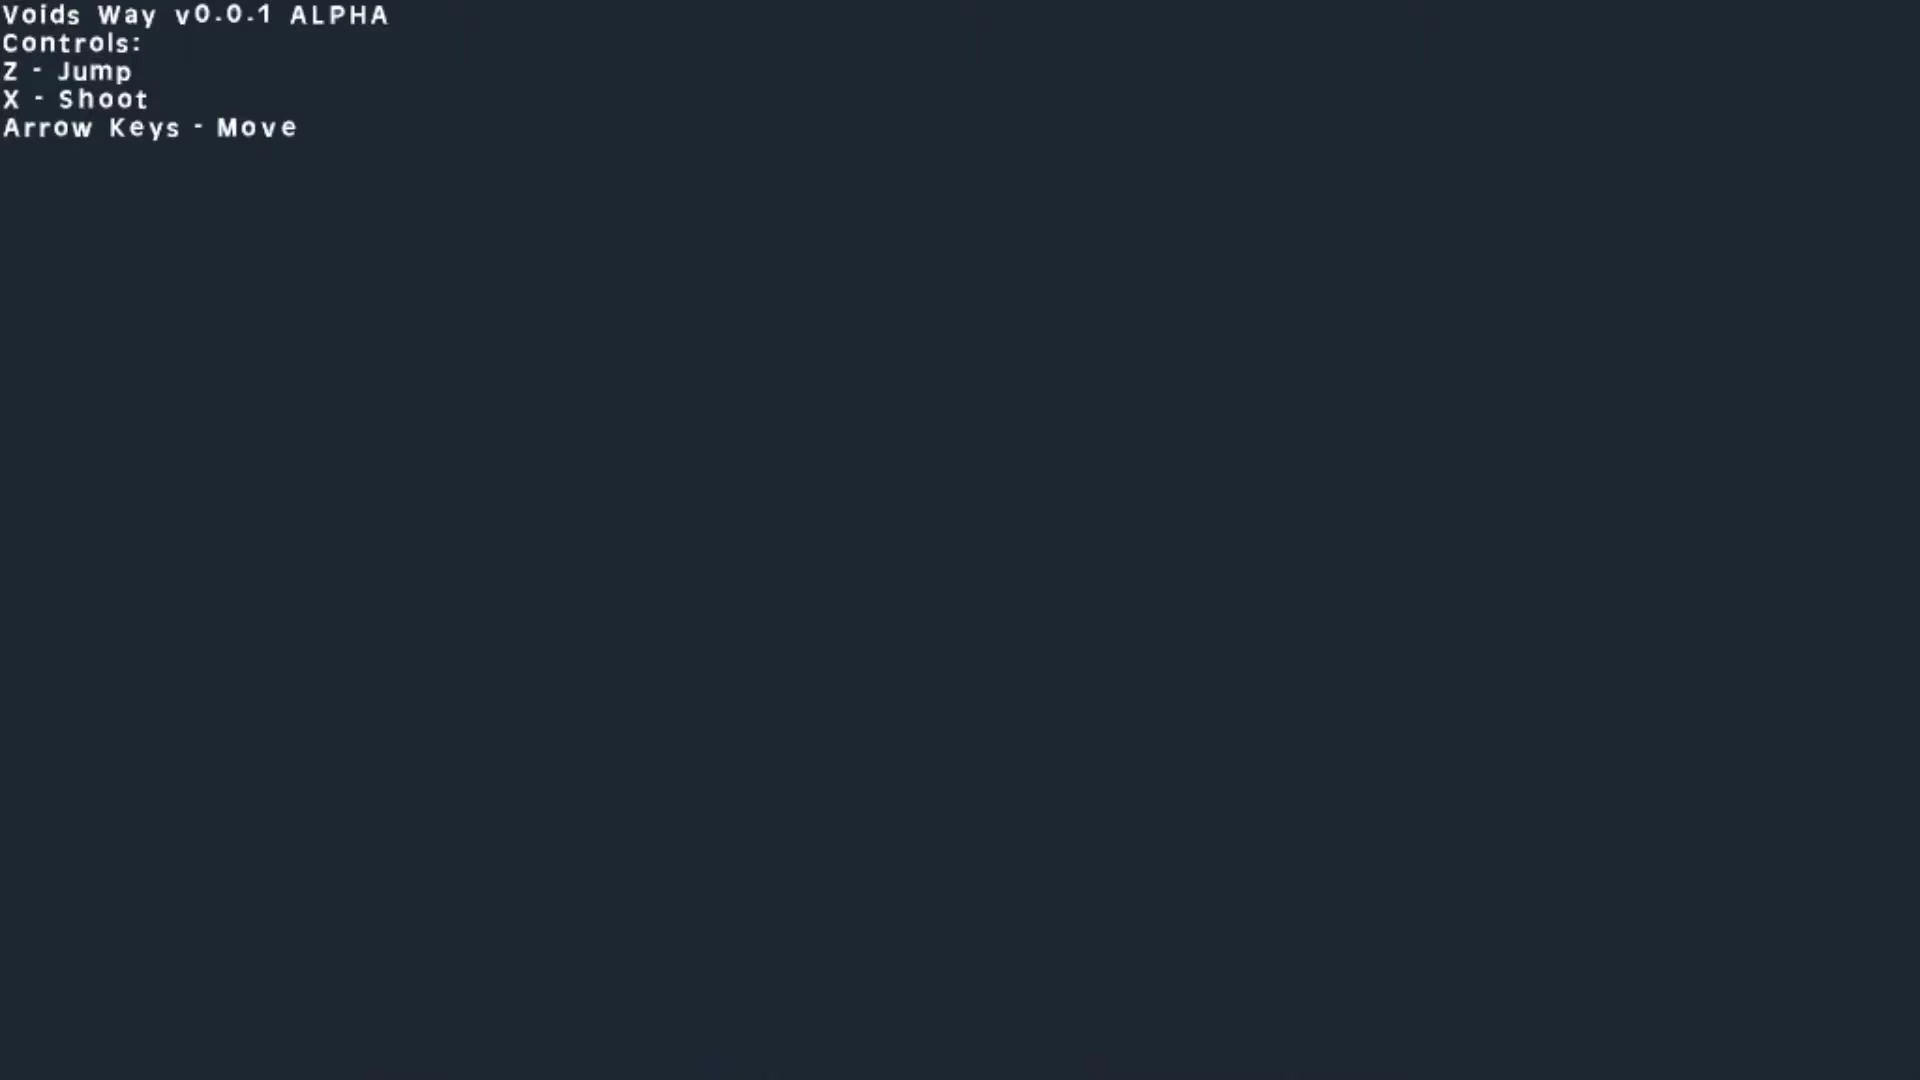 Voids Way v0.0.1 ALPHA
Controls:
Z - Jump
X - Shoot
Arrow Keys - Move